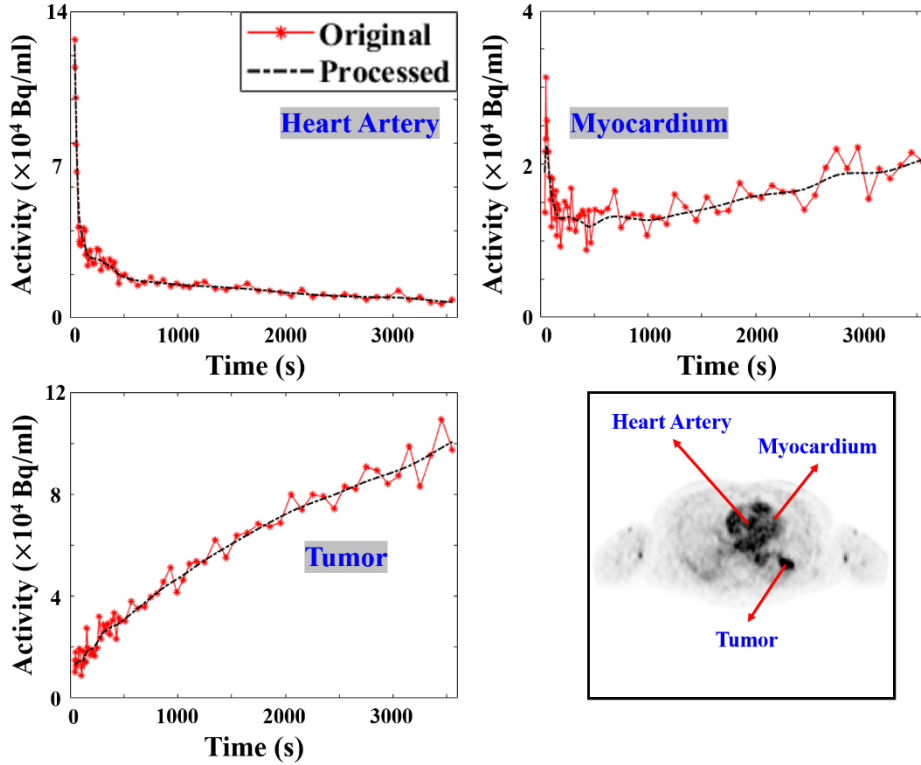 14
7
0
Activity (×10⁴ Bq/ml)
Original
Processed
Heart Artery
0
1000
2000
3000
Time (s)
4
2
0
Activity (×10⁴ Bq/ml)
Myocardium
0
1000
2000
3000
Time (s)
12
8
4
0
Activity (×10⁴ Bq/ml)
Tumor
0
1000
2000
3000
Time (s)
Heart Artery
Myocardium
Tumor